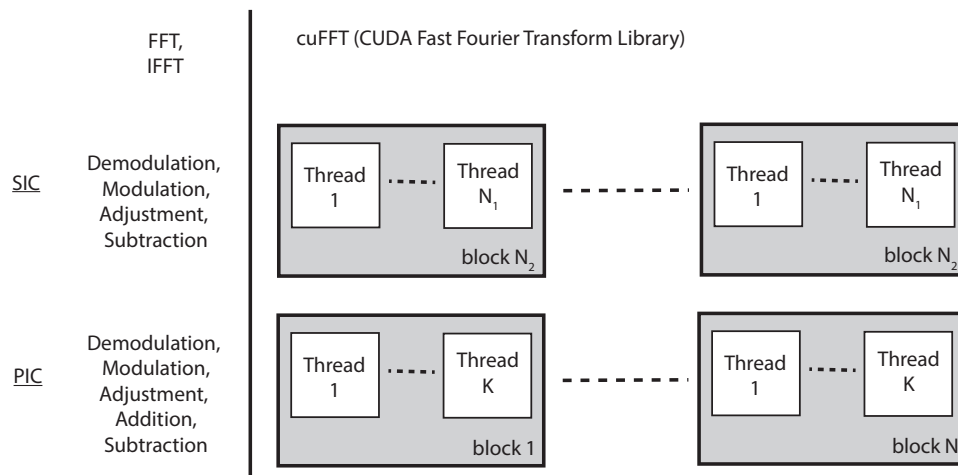 FFT,
IFFT
cuFFT (CUDA Fast Fourier Transform Library)
SIC
Demodulation,
Modulation,
Adjustment,
Subtraction
Thread
1
Thread
N₁
block N₂
Thread
1
Thread
N₁
block N₂
PIC
Demodulation,
Modulation,
Adjustment,
Addition,
Subtraction
Thread
1
Thread
K
block 1
Thread
1
Thread
K
block N